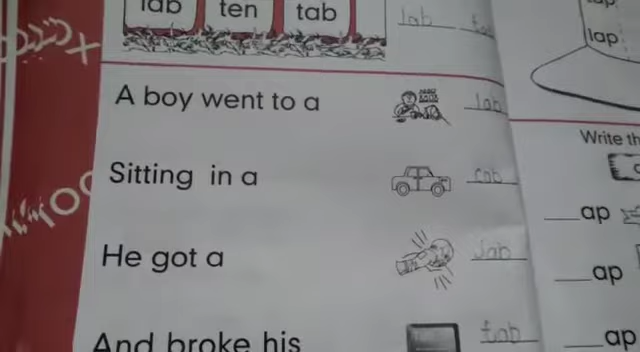 lab ten tab
lab
A boy went to a lab
Sitting in a cab
He got a Jab
And broke his tab
lap
Write th
ap
ap
ap